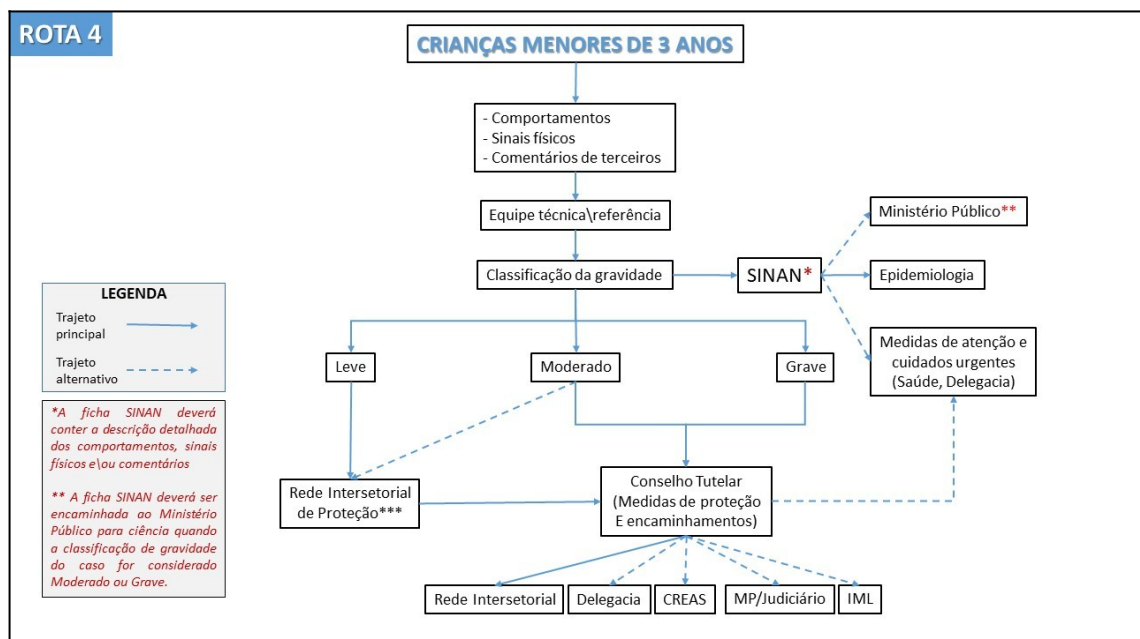 ROTA 4
CRIANÇAS MENORES DE 3 ANOS
- Comportamentos
- Sinais físicos
- Comentários de terceiros
Equipe técnica\referência
Ministério Público**
Classificação da gravidade
SINAN*
Epidemiologia
LEGENDA
Trajeto
principal
Trajeto
alternativo
Leve
Moderado
Grave
Medidas de atenção e
cuidados urgentes
(Saúde, Delegacia)
*A ficha SINAN deverá
conter a descrição detalhada
dos comportamentos, sinais
físicos e\ou comentários
** A ficha SINAN deverá ser
encaminhada ao Ministério
Público para ciência quando
a classificação de gravidade
do caso for considerado
Moderado ou Grave.
Rede Intersetorial
de Proteção***
Conselho Tutelar
(Medidas de proteção
E encaminhamentos)
Rede Intersetorial
Delegacia
CREAS
MP/Judiciário
IML